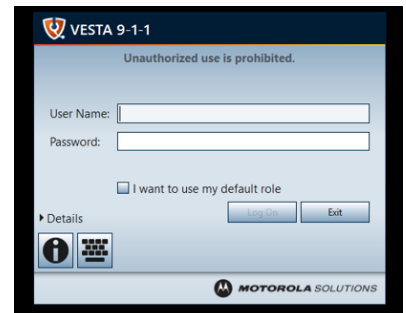 VESTA 9-1-1
Unauthorized use is prohibited.
User Name:
Password:
I want to use my default role
Log On Exit
Details
MOTOROLA SOLUTIONS